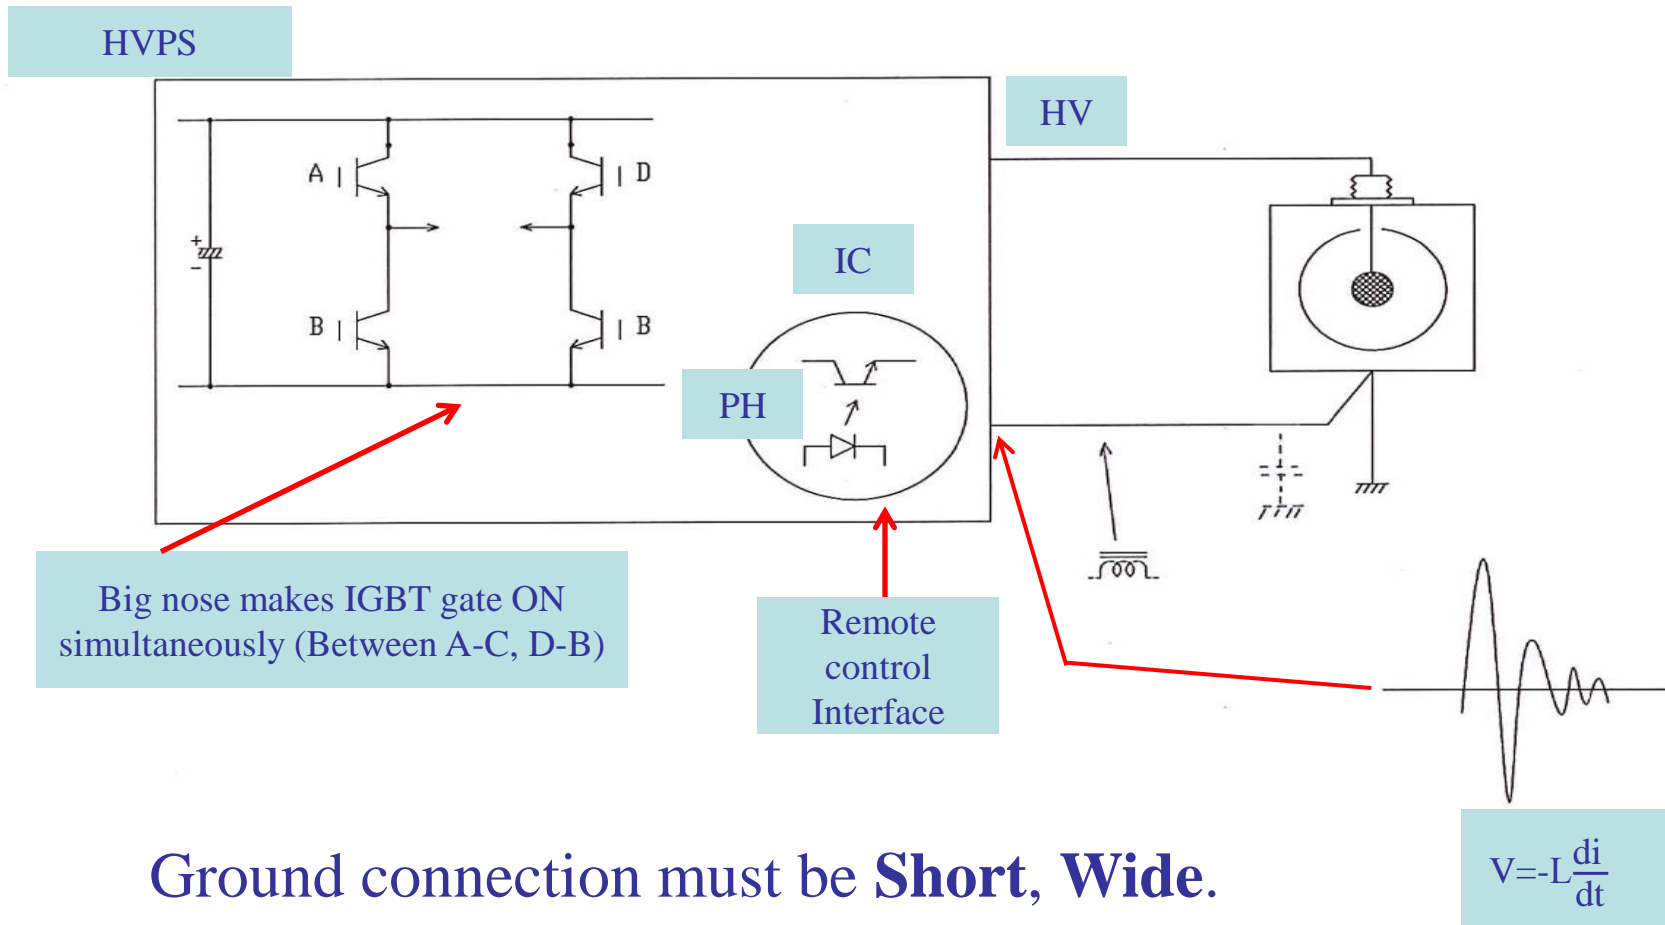 HVPS
HV
A
D
+
-
IC
B
B
PH
Big nose makes IGBT gate ON
simultaneously (Between A-C, D-B)
Remote
control
Interface
Ground connection must be Short, Wide.
V=-L di/dt